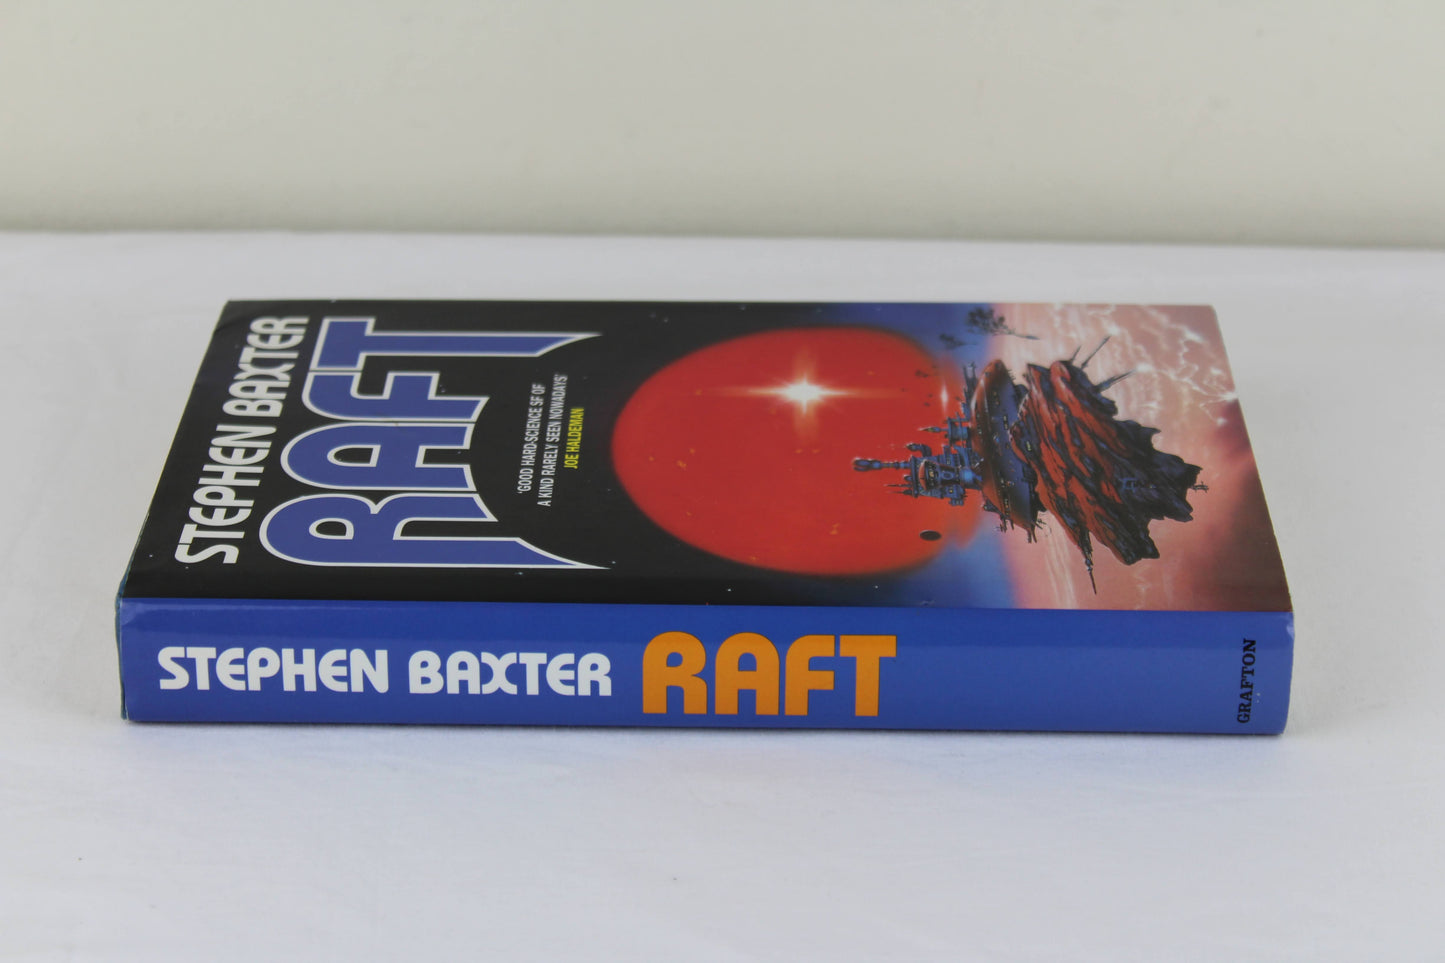 STEPHEN BAXTER
RAFT
'GOOD HARD-SCIENCE SF OF
A KIND RARELY SEEN NOWADAYS'
JOE HALDEMAN
STEPHEN BAXTER RAFT GRAFTON